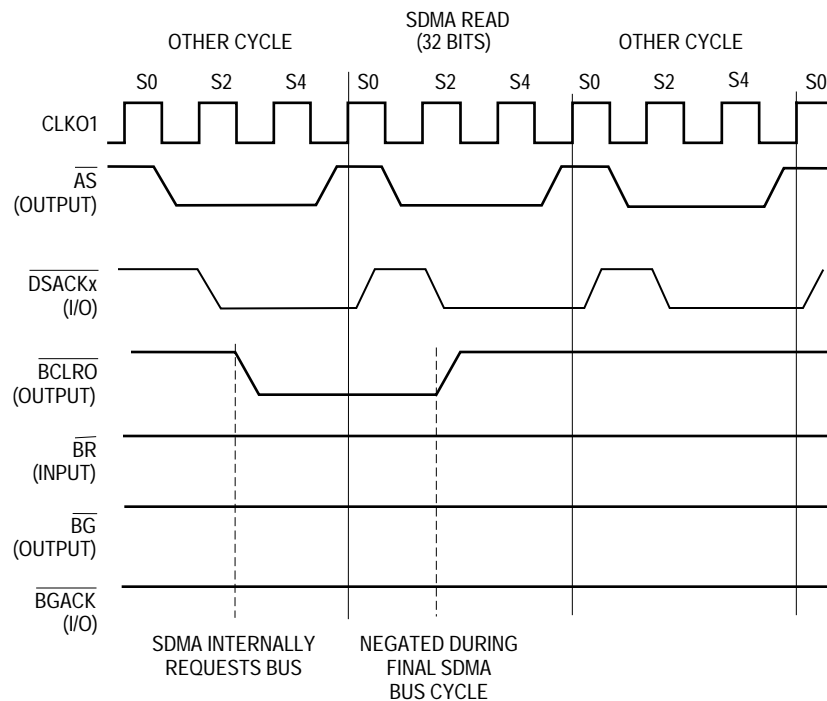 SDMA READ
(32 BITS)
OTHER CYCLE
OTHER CYCLE
S0 S2 S4 S0 S2 S4 S0 S2 S4 S0
CLKO1
AS
(OUTPUT)
DSACKx
(I/O)
BCLRO
(OUTPUT)
BR
(INPUT)
BG
(OUTPUT)
BGACK
(I/O)
SDMA INTERNALLY
REQUESTS BUS
NEGATED DURING
FINAL SDMA
BUS CYCLE